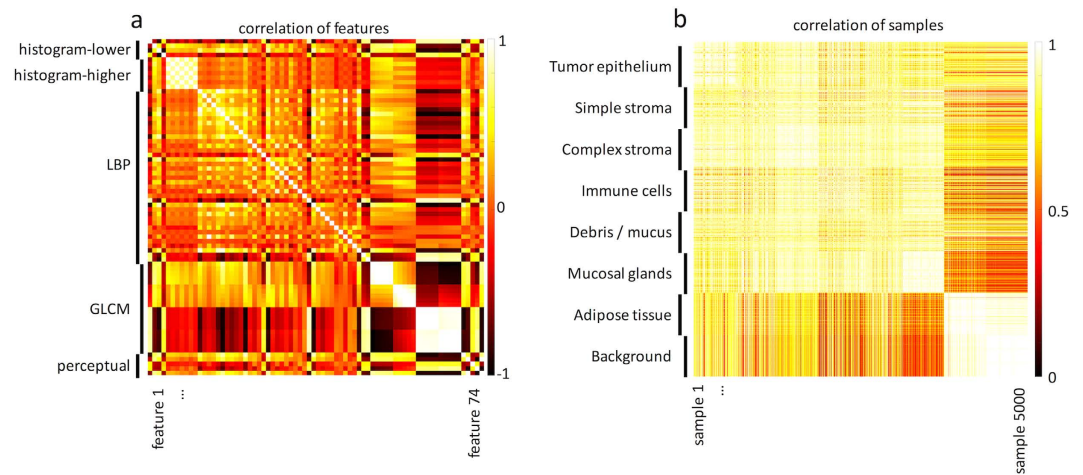 a
correlation of features
histogram-lower
histogram-higher
LBP
GLCM
perceptual
1
0
-1
feature 1
...
feature 74
b
correlation of samples
Tumor epithelium
Simple stroma
Complex stroma
Immune cells
Debris / mucus
Mucosal glands
Adipose tissue
Background
1
0.5
0
sample 1
...
sample 5000